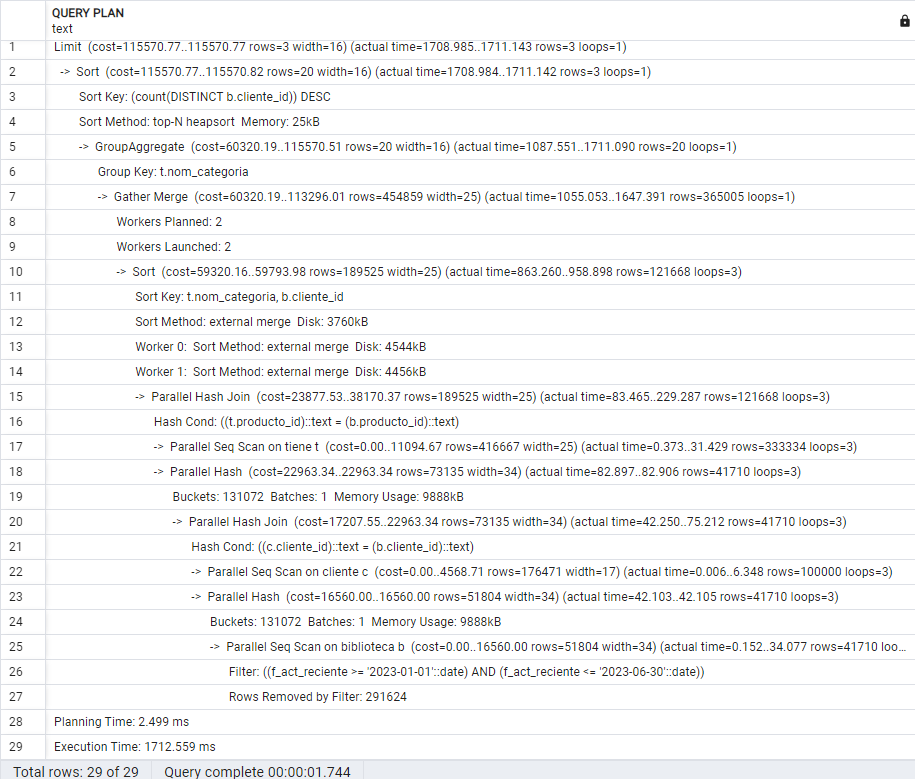 QUERY PLAN
text
1 Limit (cost=115570.77..115570.77 rows=3 width=16) (actual time=1708.985..1711.143 rows=3 loops=1)
2 -> Sort (cost=115570.77..115570.82 rows=20 width=16) (actual time=1708.984..1711.142 rows=3 loops=1)
3 Sort Key: (count(DISTINCT b.cliente_id)) DESC
4 Sort Method: top-N heapsort Memory: 25kB
5 -> GroupAggregate (cost=60320.19..115570.51 rows=20 width=16) (actual time=1087.551..1711.090 rows=20 loops=1)
6 Group Key: t.nom_categoria
7 -> Gather Merge (cost=60320.19..113296.01 rows=454859 width=25) (actual time=1055.053..1647.391 rows=365005 loops=1)
8 Workers Planned: 2
9 Workers Launched: 2
10 -> Sort (cost=59320.16..59793.98 rows=189525 width=25) (actual time=863.260..958.898 rows=121668 loops=3)
11 Sort Key: t.nom_categoria, b.cliente_id
12 Sort Method: external merge Disk: 3760kB
13 Worker 0: Sort Method: external merge Disk: 4544kB
14 Worker 1: Sort Method: external merge Disk: 4456kB
15 -> Parallel Hash Join (cost=23877.53..38170.37 rows=189525 width=25) (actual time=83.465..229.287 rows=121668 loops=3)
16 Hash Cond: ((t.producto_id)::text = (b.producto_id)::text)
17 -> Parallel Seq Scan on tiene t (cost=0.00..11094.67 rows=416667 width=25) (actual time=0.373..31.429 rows=333334 loops=3)
18 -> Parallel Hash (cost=22963.34..22963.34 rows=73135 width=34) (actual time=82.897..82.906 rows=41710 loops=3)
19 Buckets: 131072 Batches: 1 Memory Usage: 9888kB
20 -> Parallel Hash Join (cost=17207.55..22963.34 rows=73135 width=34) (actual time=42.250..75.212 rows=41710 loops=3)
21 Hash Cond: ((c.cliente_id)::text = (b.cliente_id)::text)
22 -> Parallel Seq Scan on cliente c (cost=0.00..4568.71 rows=176471 width=17) (actual time=0.006..6.348 rows=100000 loops=3)
23 -> Parallel Hash (cost=16560.00..16560.00 rows=51804 width=34) (actual time=42.103..42.105 rows=41710 loops=3)
24 Buckets: 131072 Batches: 1 Memory Usage: 9888kB
25 -> Parallel Seq Scan on biblioteca b (cost=0.00..16560.00 rows=51804 width=34) (actual time=0.152..34.077 rows=41710 loo...
26 Filter: ((f_act_reciente >= '2023-01-01'::date) AND (f_act_reciente <= '2023-06-30'::date))
27 Rows Removed by Filter: 291624
28 Planning Time: 2.499 ms
29 Execution Time: 1712.559 ms
Total rows: 29 of 29 Query complete 00:00:01.744